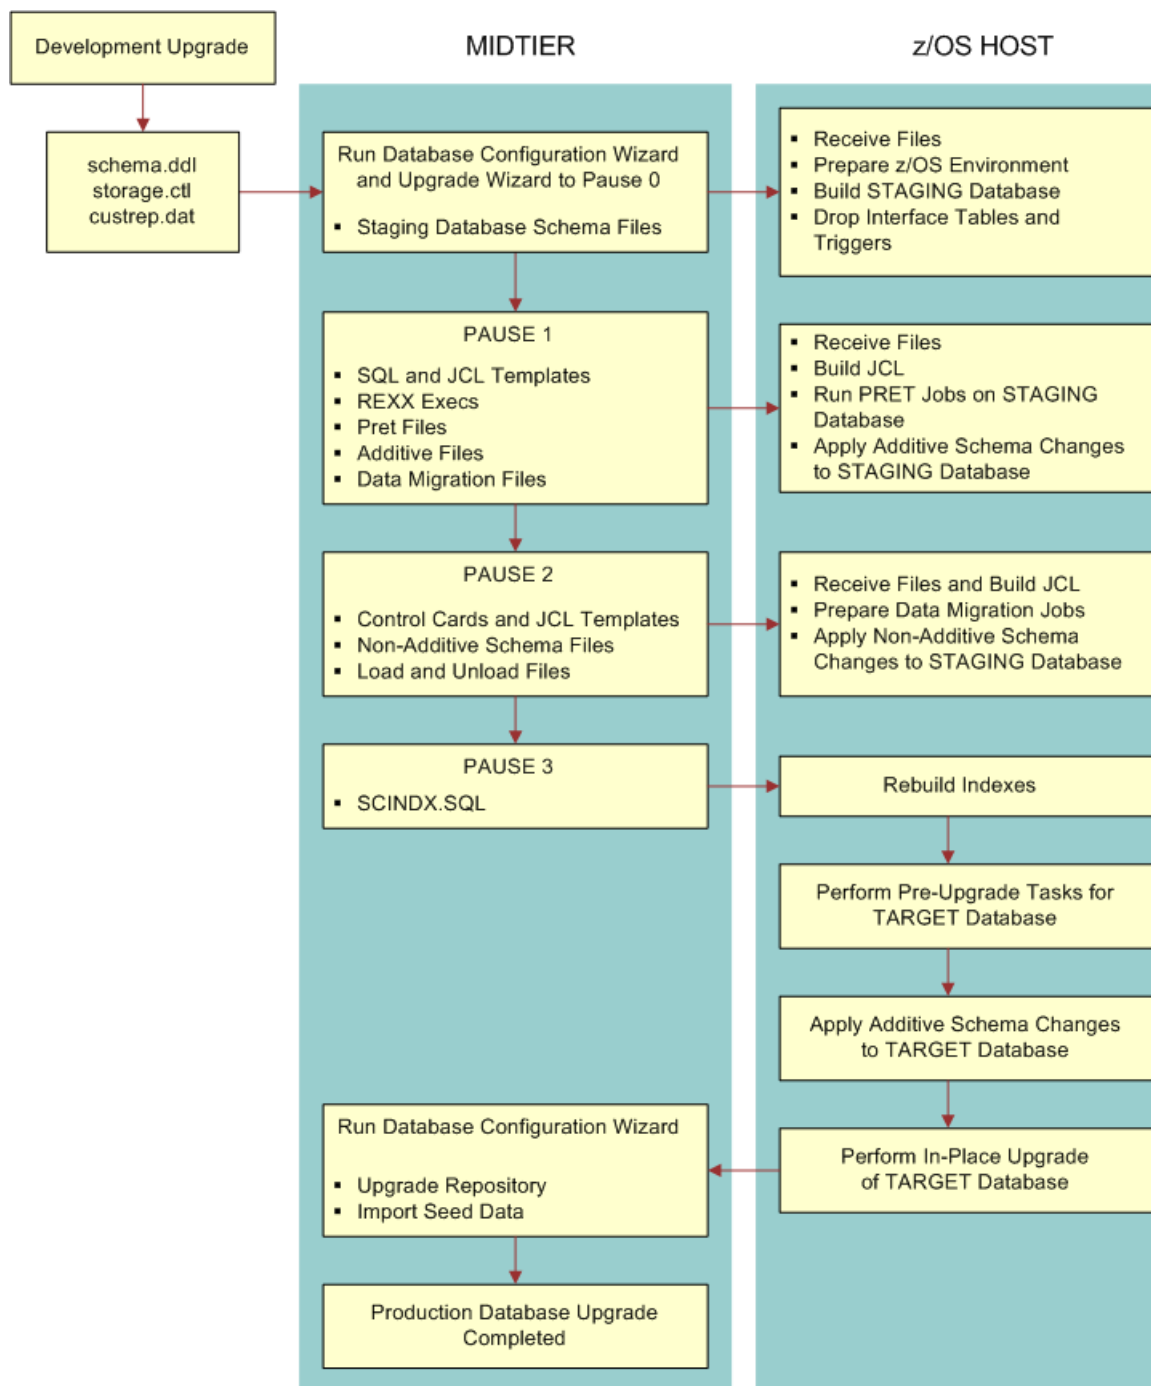 Development Upgrade
MIDTIER
z/OS HOST
schema.ddl
storage.ctl
custrep.dat
Run Database Configuration Wizard
and Upgrade Wizard to Pause 0
▪ Staging Database Schema Files
▪ Receive Files
▪ Prepare z/OS Environment
▪ Build STAGING Database
▪ Drop Interface Tables and
Triggers
PAUSE 1
▪ SQL and JCL Templates
▪ REXX Execs
▪ Pret Files
▪ Additive Files
▪ Data Migration Files
▪ Receive Files
▪ Build JCL
▪ Run PRET Jobs on STAGING
Database
▪ Apply Additive Schema Changes
to STAGING Database
PAUSE 2
▪ Control Cards and JCL Templates
▪ Non-Additive Schema Files
▪ Load and Unload Files
▪ Receive Files and Build JCL
▪ Prepare Data Migration Jobs
▪ Apply Non-Additive Schema
Changes to STAGING Database
PAUSE 3
▪ SCINDX.SQL
Rebuild Indexes
Perform Pre-Upgrade Tasks for
TARGET Database
Apply Additive Schema Changes
to TARGET Database
Perform In-Place Upgrade
of TARGET Database
Run Database Configuration Wizard
▪ Upgrade Repository
▪ Import Seed Data
Production Database Upgrade
Completed